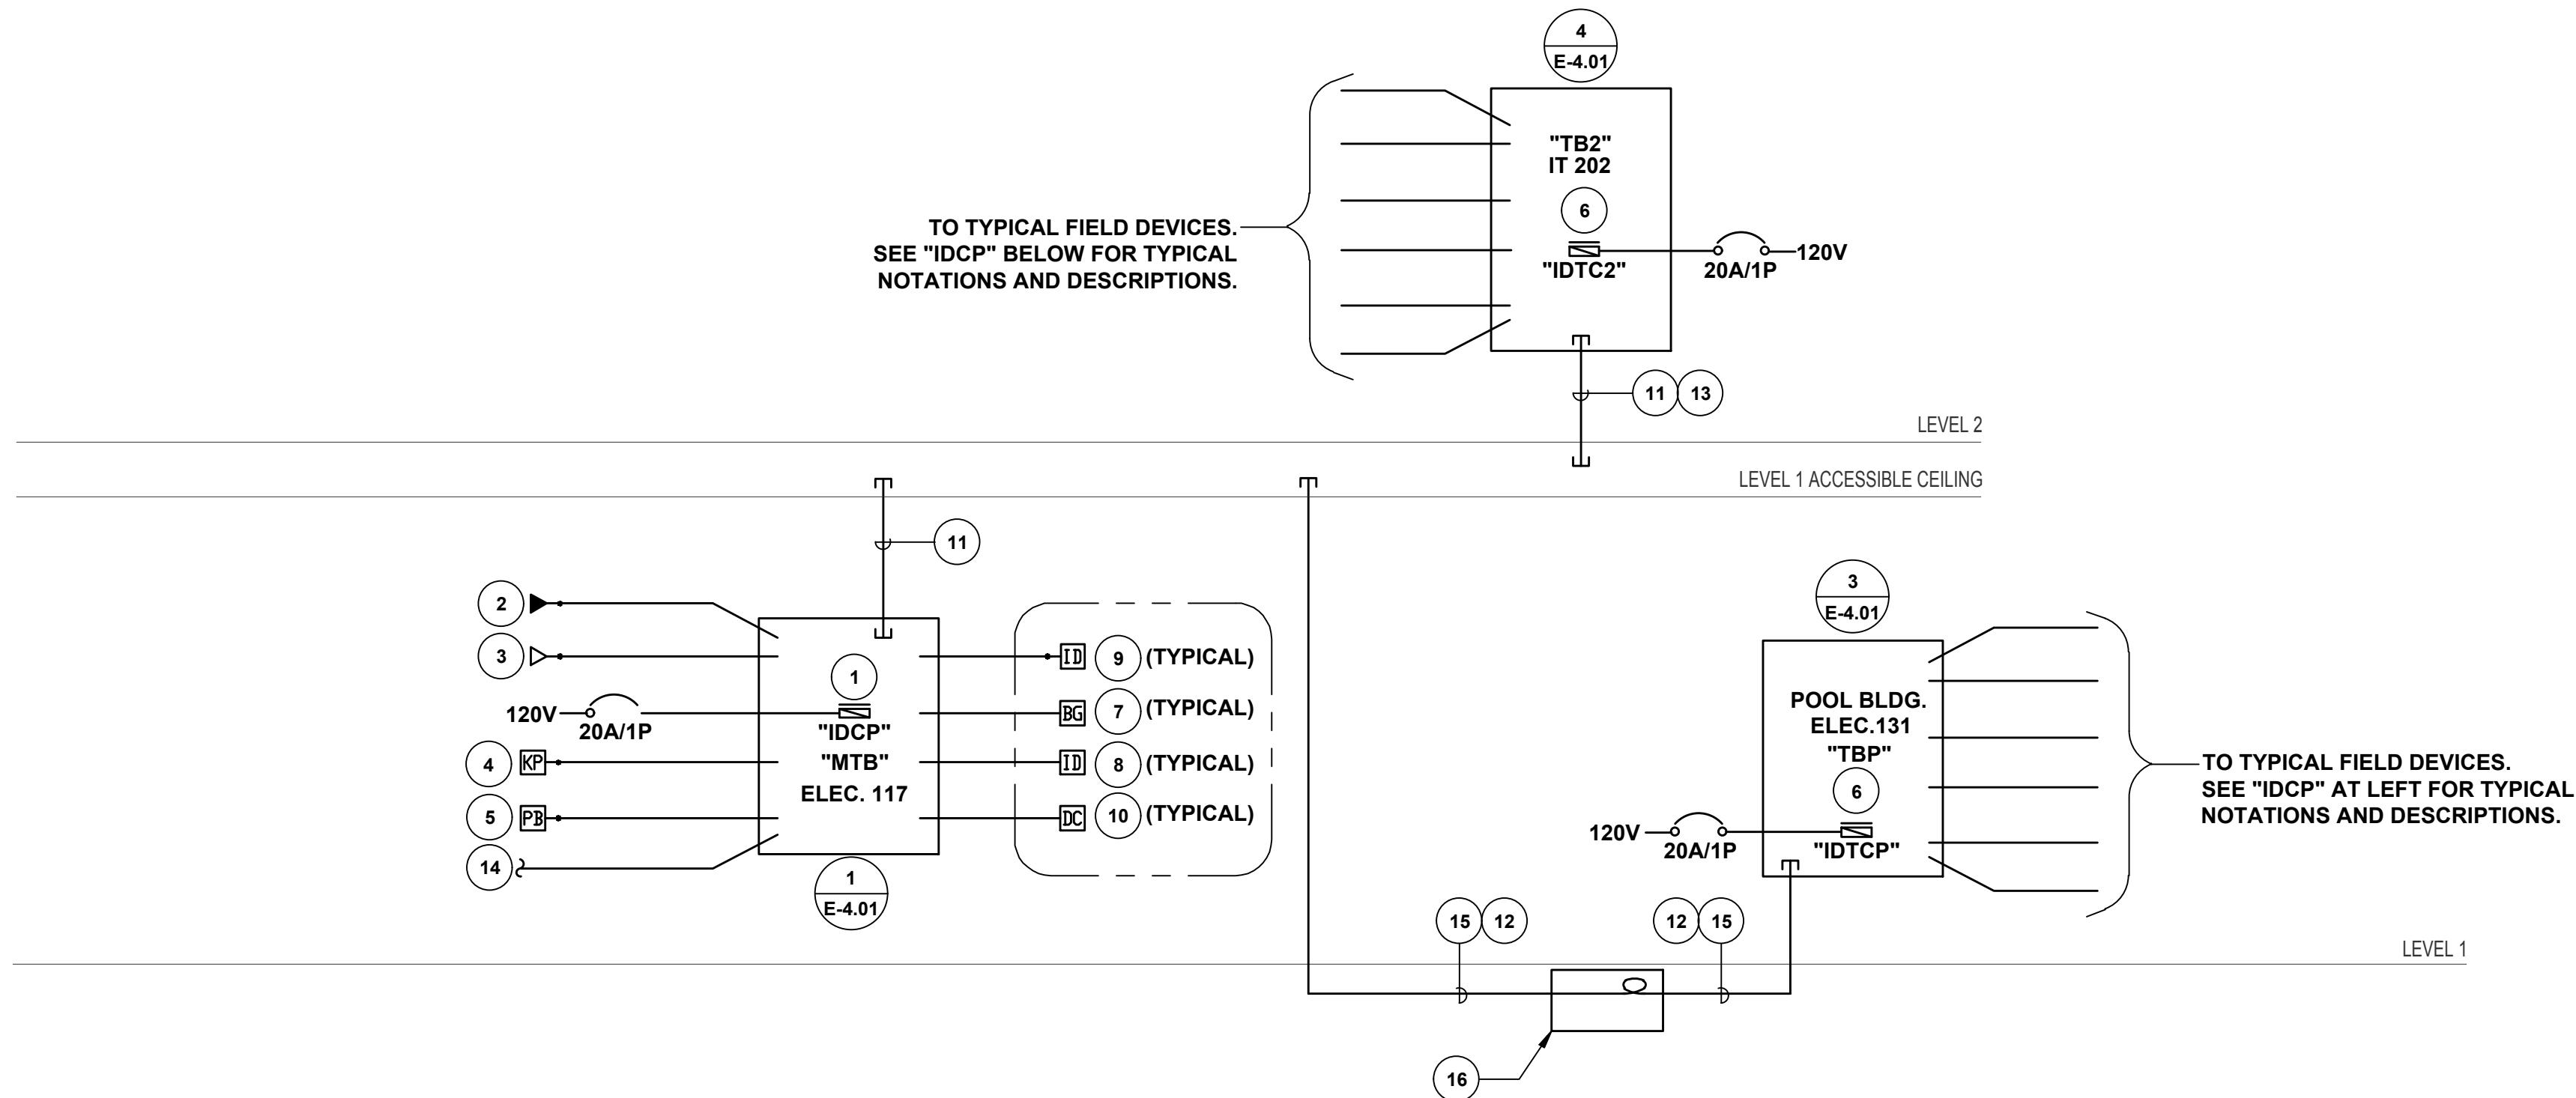 4
E-4.01
"TB2"
IT 202
6
"IDTC2"
20A/1P
120V
TO TYPICAL FIELD DEVICES.
SEE "IDCP" BELOW FOR TYPICAL
NOTATIONS AND DESCRIPTIONS.
11 13
LEVEL 2
LEVEL 1 ACCESSIBLE CEILING
11
2
3
120V
20A/1P
4 KP
5 PB
14
1
"IDCP"
"MTB"
ELEC. 117
1
E-4.01
ID 9 (TYPICAL)
BG 7 (TYPICAL)
ID 8 (TYPICAL)
DC 10 (TYPICAL)
3
E-4.01
POOL BLDG.
ELEC.131
"TBP"
6
"IDTCP"
120V
20A/1P
TO TYPICAL FIELD DEVICES.
SEE "IDCP" AT LEFT FOR TYPICAL
NOTATIONS AND DESCRIPTIONS.
15 12
12 15
LEVEL 1
16